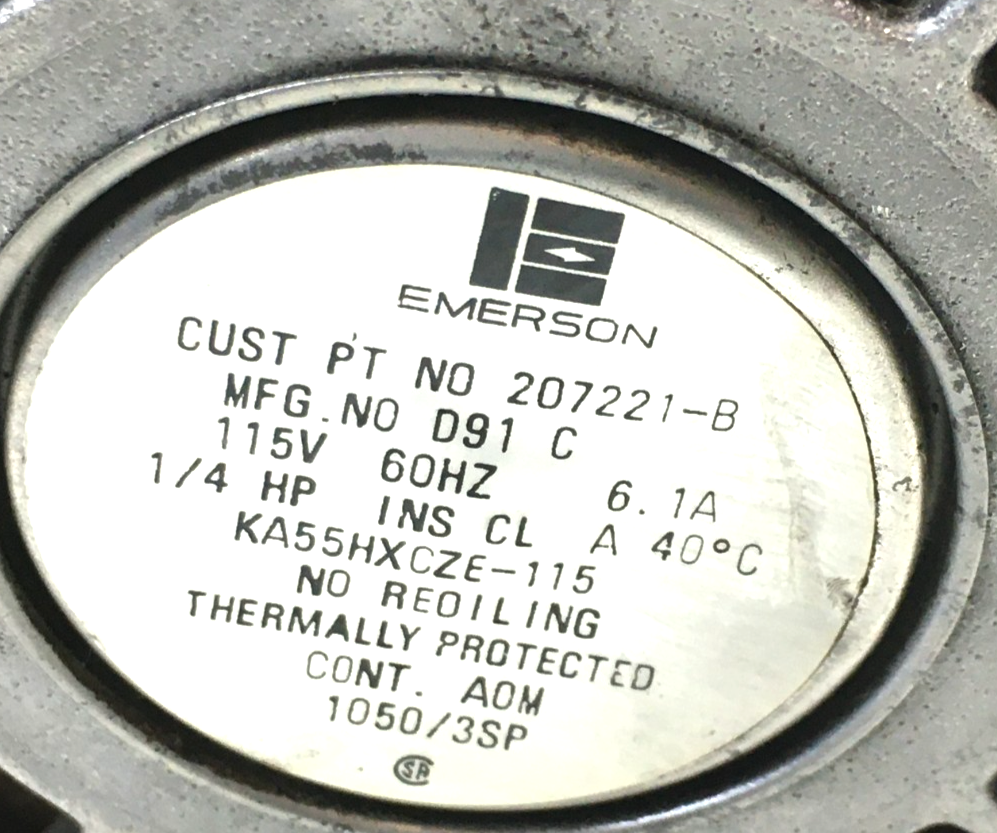 EMERSON
CUST PT NO 207221-B
MFG.NO D91 C
115V 60HZ 6.1A
1/4 HP INS CL A 40°C
KA55HXCZE-115
NO REOILING
THERMALLY PROTECTED
CONT. AOM
1050/3SP